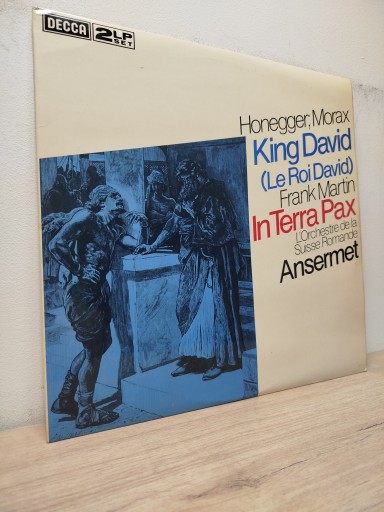 DECCA 2LP SET
Honegger; Morax
King David
(Le Roi David)
Frank Martin
In Terra Pax
L'Orchestre de la
Suisse Romande
Ansermet